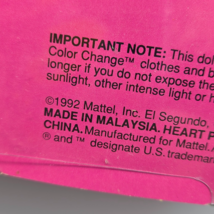 IMPORTANT NOTE: This dol
Color Change™ clothes and b
longer if you do not expose the
sunlight, other intense light or h
©1992 Mattel, Inc. El Segundo,
MADE IN MALAYSIA. HEART P
CHINA. Manufactured for Mattel.
® and ™ designate U.S. tradema